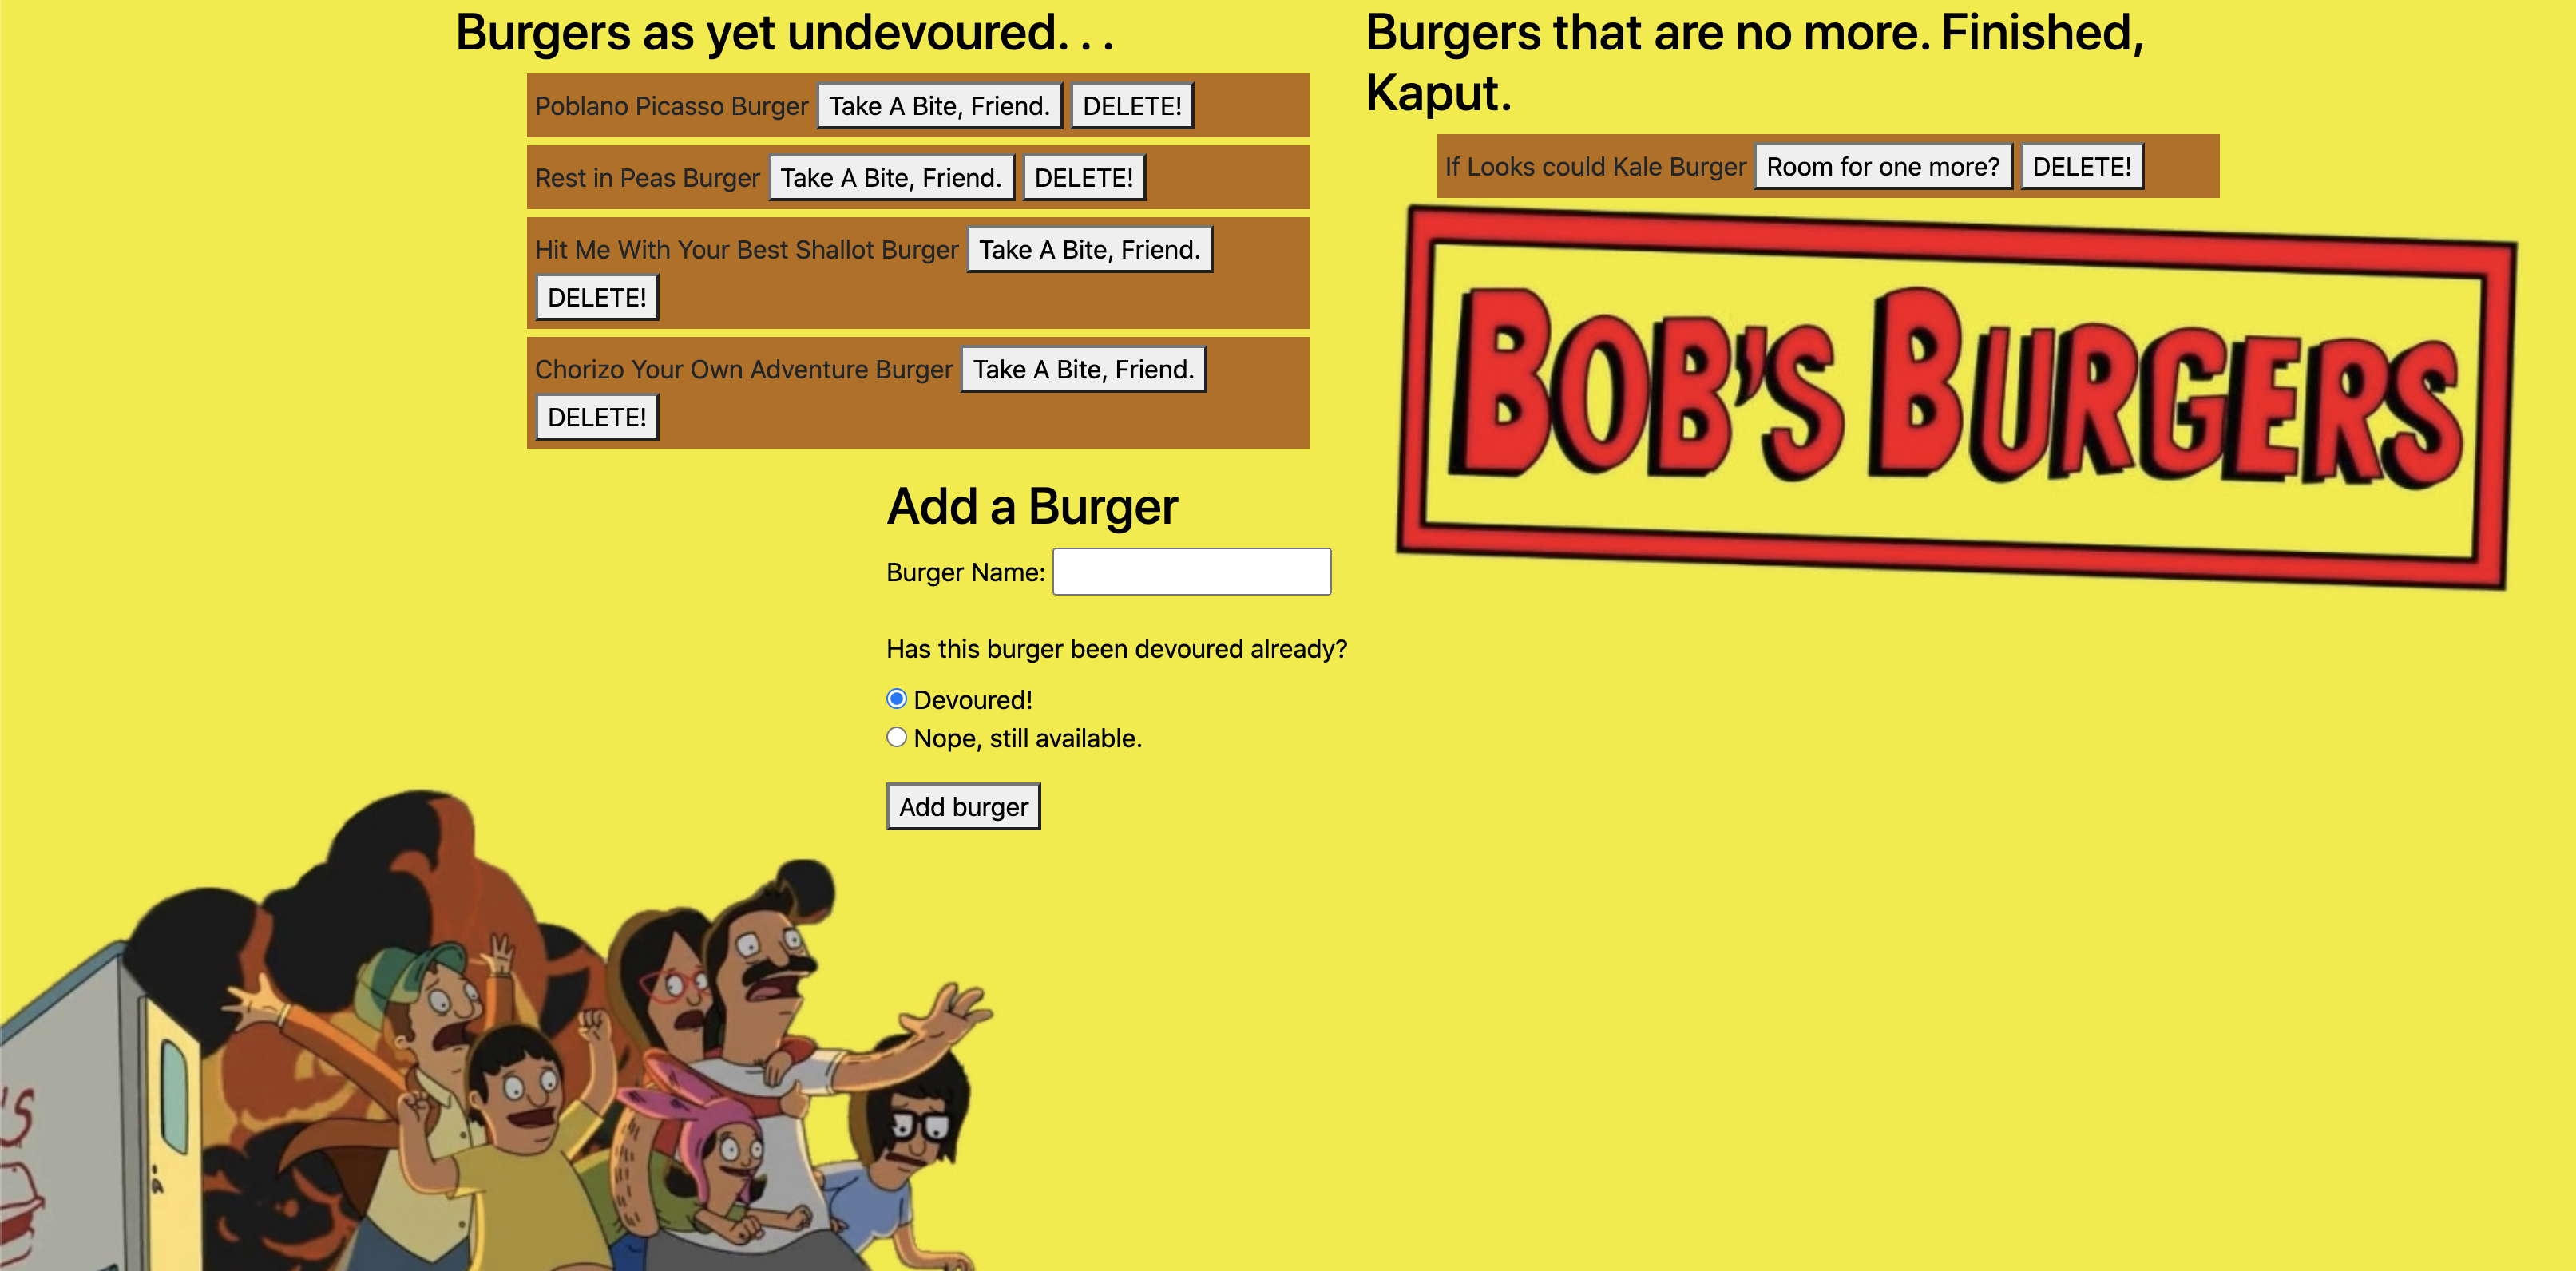 Burgers as yet undevoured. . .
Poblano Picasso Burger Take A Bite, Friend. DELETE!
Rest in Peas Burger Take A Bite, Friend. DELETE!
Hit Me With Your Best Shallot Burger Take A Bite, Friend.
DELETE!
Chorizo Your Own Adventure Burger Take A Bite, Friend.
DELETE!
Burgers that are no more. Finished,
Kaput.
If Looks could Kale Burger Room for one more? DELETE!
BOB'S BURGERS
Add a Burger
Burger Name:
Has this burger been devoured already?
Devoured!
Nope, still available.
Add burger
'S